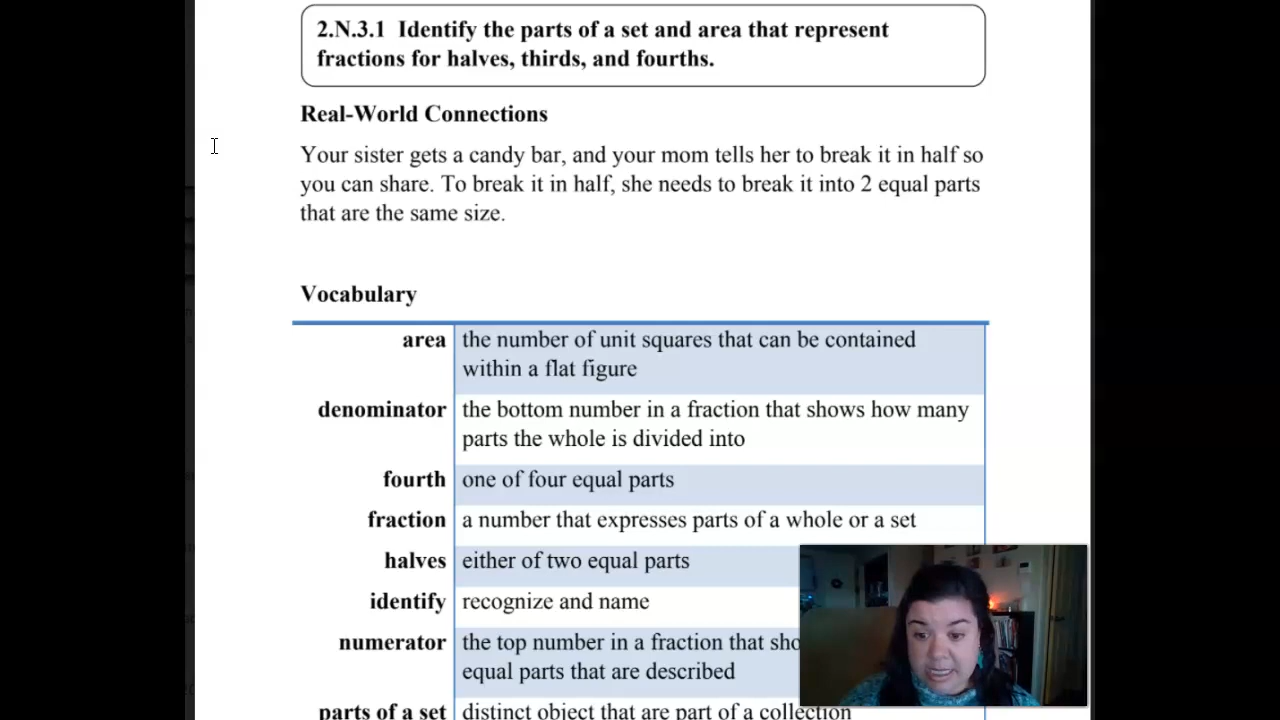 2.N.3.1 Identify the parts of a set and area that represent
fractions for halves, thirds, and fourths.
Real-World Connections
Your sister gets a candy bar, and your mom tells her to break it in half so
you can share. To break it in half, she needs to break it into 2 equal parts
that are the same size.
Vocabulary
area the number of unit squares that can be contained
within a flat figure
denominator the bottom number in a fraction that shows how many
parts the whole is divided into
fourth one of four equal parts
fraction a number that expresses parts of a whole or a set
halves either of two equal parts
identify recognize and name
numerator the top number in a fraction that
equal parts that are described
parts of a set distinct object that are part of a collection